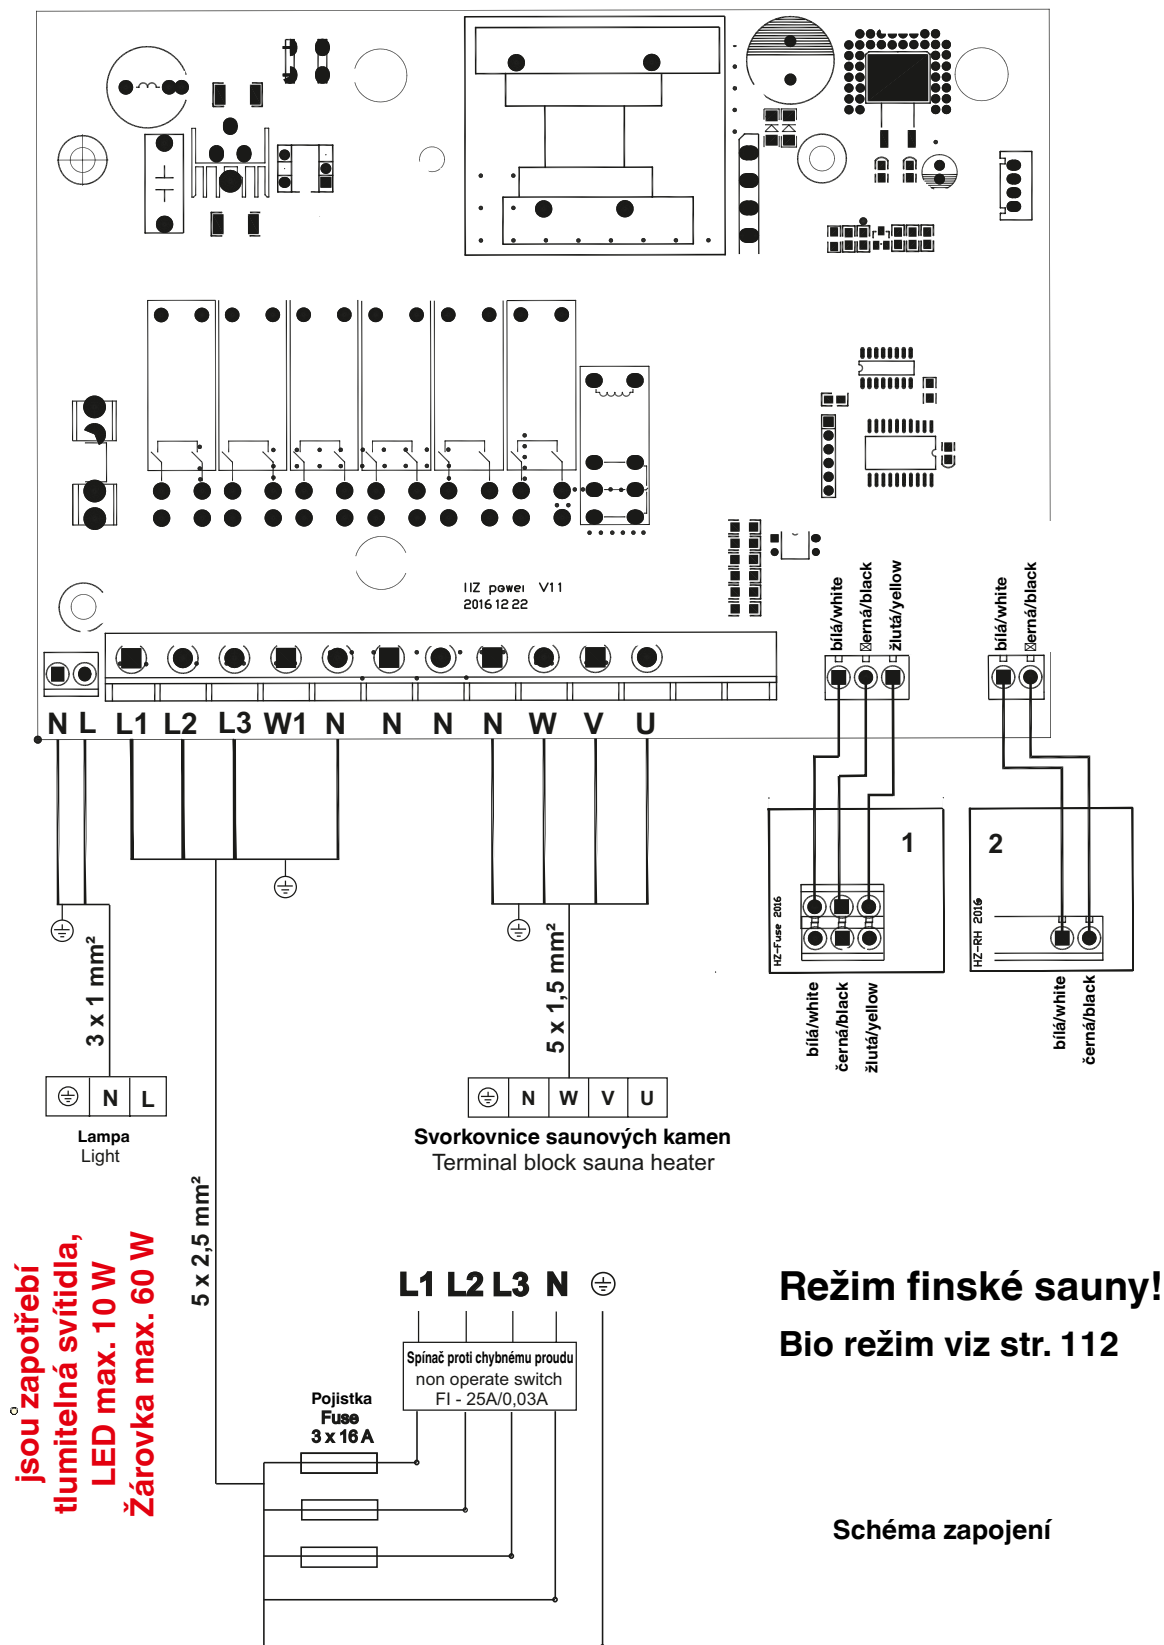 HZ power V11
2016 12 22
bílá/white
erná/black
žlutá/yellow
bílá/white
erná/black
N L L1 L2 L3 W1 N N N N W V U
1
2
HZ-Fuse 2016
HZ-RH 2016
bílá/white
černá/black
žlutá/yellow
bílá/white
černá/black
3 x 1 mm²
5 x 1,5 mm²
N L
Lampa
Light
N W V U
Svorkovnice saunových kamen
Terminal block sauna heater
5 x 2,5 mm²
jsou zapotřebí
tlumitelná svítidla,
LED max. 10 W
Žárovka max. 60 W
L1 L2 L3 N
Spínač proti chybnému proudu
non operate switch
FI - 25A/0,03A
Pojistka
Fuse
3 x 16 A
Režim finské sauny!
Bio režim viz str. 112
Schéma zapojení